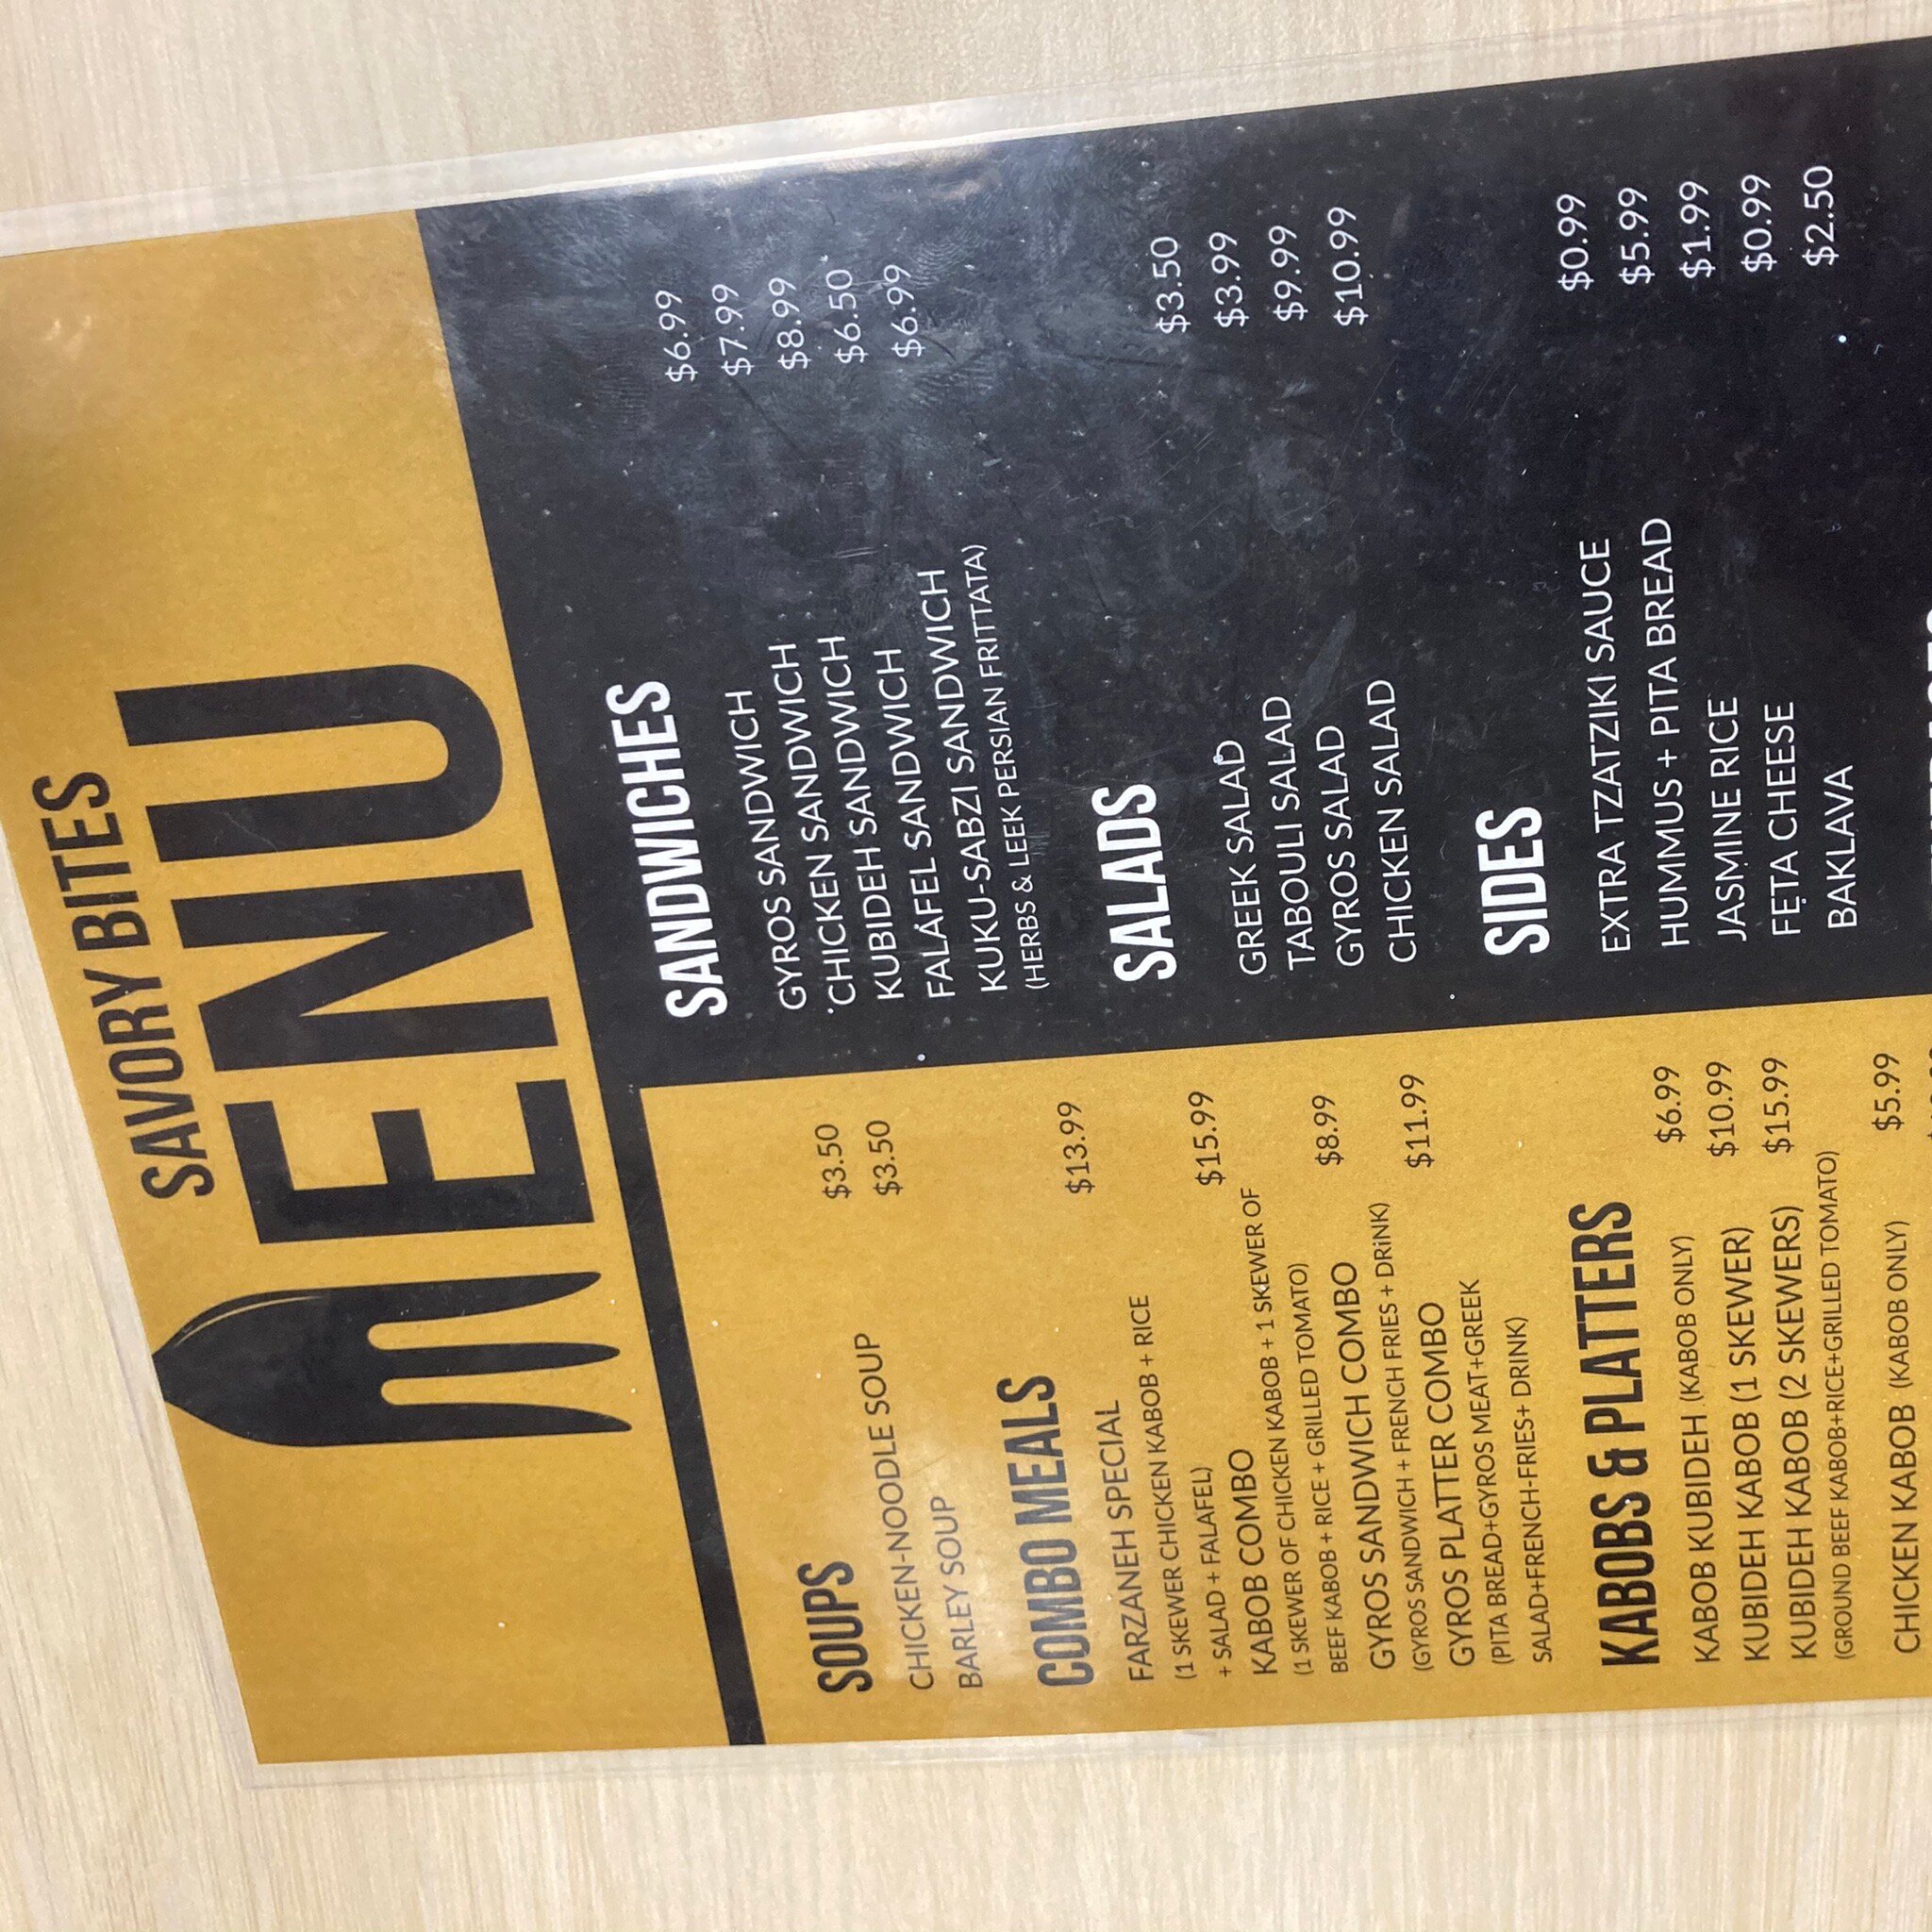 SAVORY BITES
MENU
SOUPS
CHICKEN-NOODLE SOUP $3.50
BARLEY SOUP $3.50
COMBO MEALS
FARZANEH SPECIAL $13.99
(1 SKEWER CHICKEN KABOB + RICE
+ SALAD + FALAFEL)
KABOB COMBO $15.99
(1 SKEWER OF CHICKEN KABOB + 1 SKEWER OF
BEEF KABOB + RICE + GRILLED TOMATO)
GYROS SANDWICH COMBO $8.99
(GYROS SANDWICH + FRENCH FRIES + DRINK)
GYROS PLATTER COMBO $11.99
(PITA BREAD+GYROS MEAT+GREEK
SALAD+FRENCH-FRIES+ DRINK)
KABOBS & PLATTERS
KABOB KUBIDEH (KABOB ONLY) $6.99
KUBIDEH KABOB (1 SKEWER) $10.99
KUBIDEH KABOB (2 SKEWERS) $15.99
(GROUND BEEF KABOB+RICE+GRILLED TOMATO)
CHICKEN KABOB (KABOB ONLY) $5.99
SANDWICHES
GYROS SANDWICH $6.99
CHICKEN SANDWICH $7.99
KUBIDEH SANDWICH $8.99
FALAFEL SANDWICH $6.50
KUKU-SABZI SANDWICH $6.99
(HERBS & LEEK PERSIAN FRITTATA)
SALADS
GREEK SALAD $3.50
TABOULI SALAD $3.99
GYROS SALAD $9.99
CHICKEN SALAD $10.99
SIDES
EXTRA TZATZIKI SAUCE $0.99
HUMMUS + PITA BREAD $5.99
JASMINE RICE $1.99
FETA CHEESE $0.99
BAKLAVA $2.50